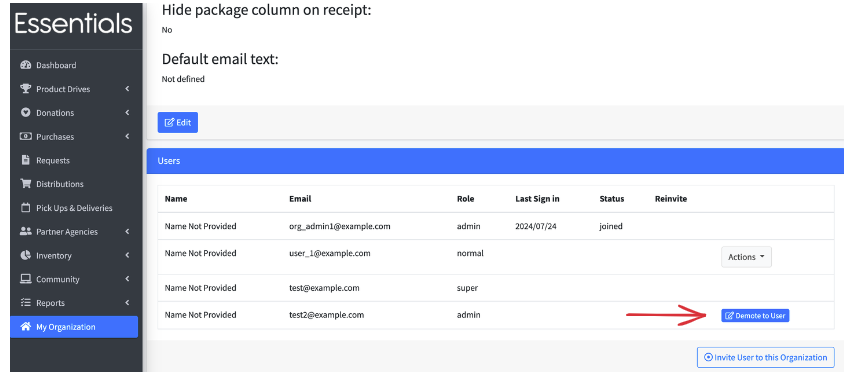 Essentials
Dashboard
Product Drives
Donations
Purchases
Requests
Distributions
Pick Ups & Deliveries
Partner Agencies
Inventory
Community
Reports
My Organization
Hide package column on receipt:
No
Default email text:
Not defined
Edit
Users
Name Email Role Last Sign in Status Reinvite
Name Not Provided org_admin1@example.com admin 2024/07/24 joined
Name Not Provided user_1@example.com normal Actions
Name Not Provided test@example.com super
Name Not Provided test2@example.com admin Demote to User
Invite User to this Organization